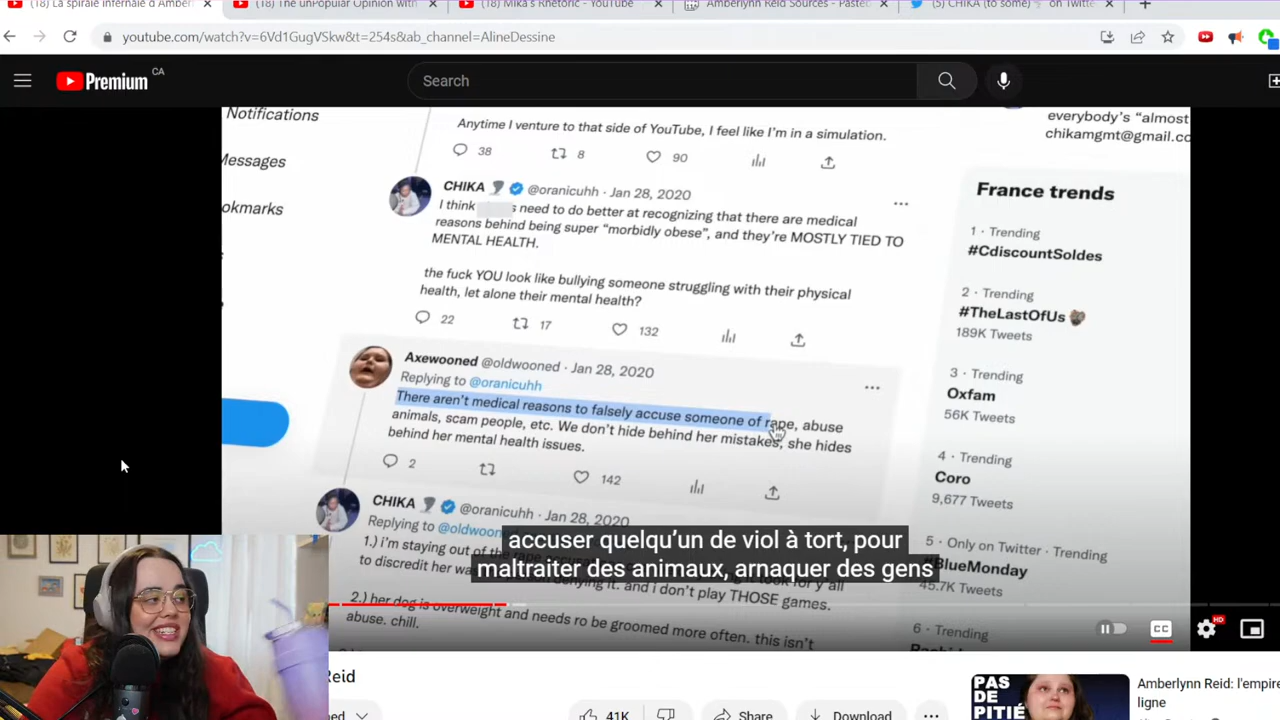 (18) La spirale infernale d'Amber
(18) The unPopular Opinion with
(18) Mika's Rhetoric - YouTube
Amberlynn Reid Sources - Pasteb
(5) CHIKA (to some) on Twitte
youtube.com/watch?v=6Vd1GugVSkw&t=254s&ab_channel=AlineDessine
Premium CA
Search
Notifications
Messages
okmarks
Anytime I venture to that side of YouTube, I feel like I'm in a simulation.
38 8 90
CHIKA @oranicuhh · Jan 28, 2020
I think s need to do better at recognizing that there are medical
reasons behind being super "morbidly obese", and they're MOSTLY TIED TO
MENTAL HEALTH.
the fuck YOU look like bullying someone struggling with their physical
health, let alone their mental health?
22 17 132
Axewooned @oldwooned · Jan 28, 2020
Replying to @oranicuhh
There aren't medical reasons to falsely accuse someone of rape, abuse
animals, scam people, etc. We don't hide behind her mistakes, she hides
behind her mental health issues.
2 142
CHIKA @oranicuhh · Jan 28, 2020
Replying to @oldwooned
1.) i'm staying out of the rape
to discredit her denying it. and i don't play THOSE games.
look for y'all
2.) her dog is overweight and needs ro be groomed more often. this isn't
abuse. chill.
everybody's "almost
chikamgmt@gmail.co
France trends
1 · Trending
#CdiscountSoldes
2 · Trending
#TheLastOfUs
189K Tweets
3 · Trending
Oxfam
56K Tweets
4 · Trending
Coro
9,677 Tweets
5 · Only on Twitter · Trending
#BlueMonday
45.7K Tweets
6 · Trending
accuser quelqu'un de viol à tort, pour
maltraiter des animaux, arnaquer des gens
CC
HD
Reid
41K
Share
Download
PAS
DE
PITIÉ
Amberlynn Reid: l'empire
ligne